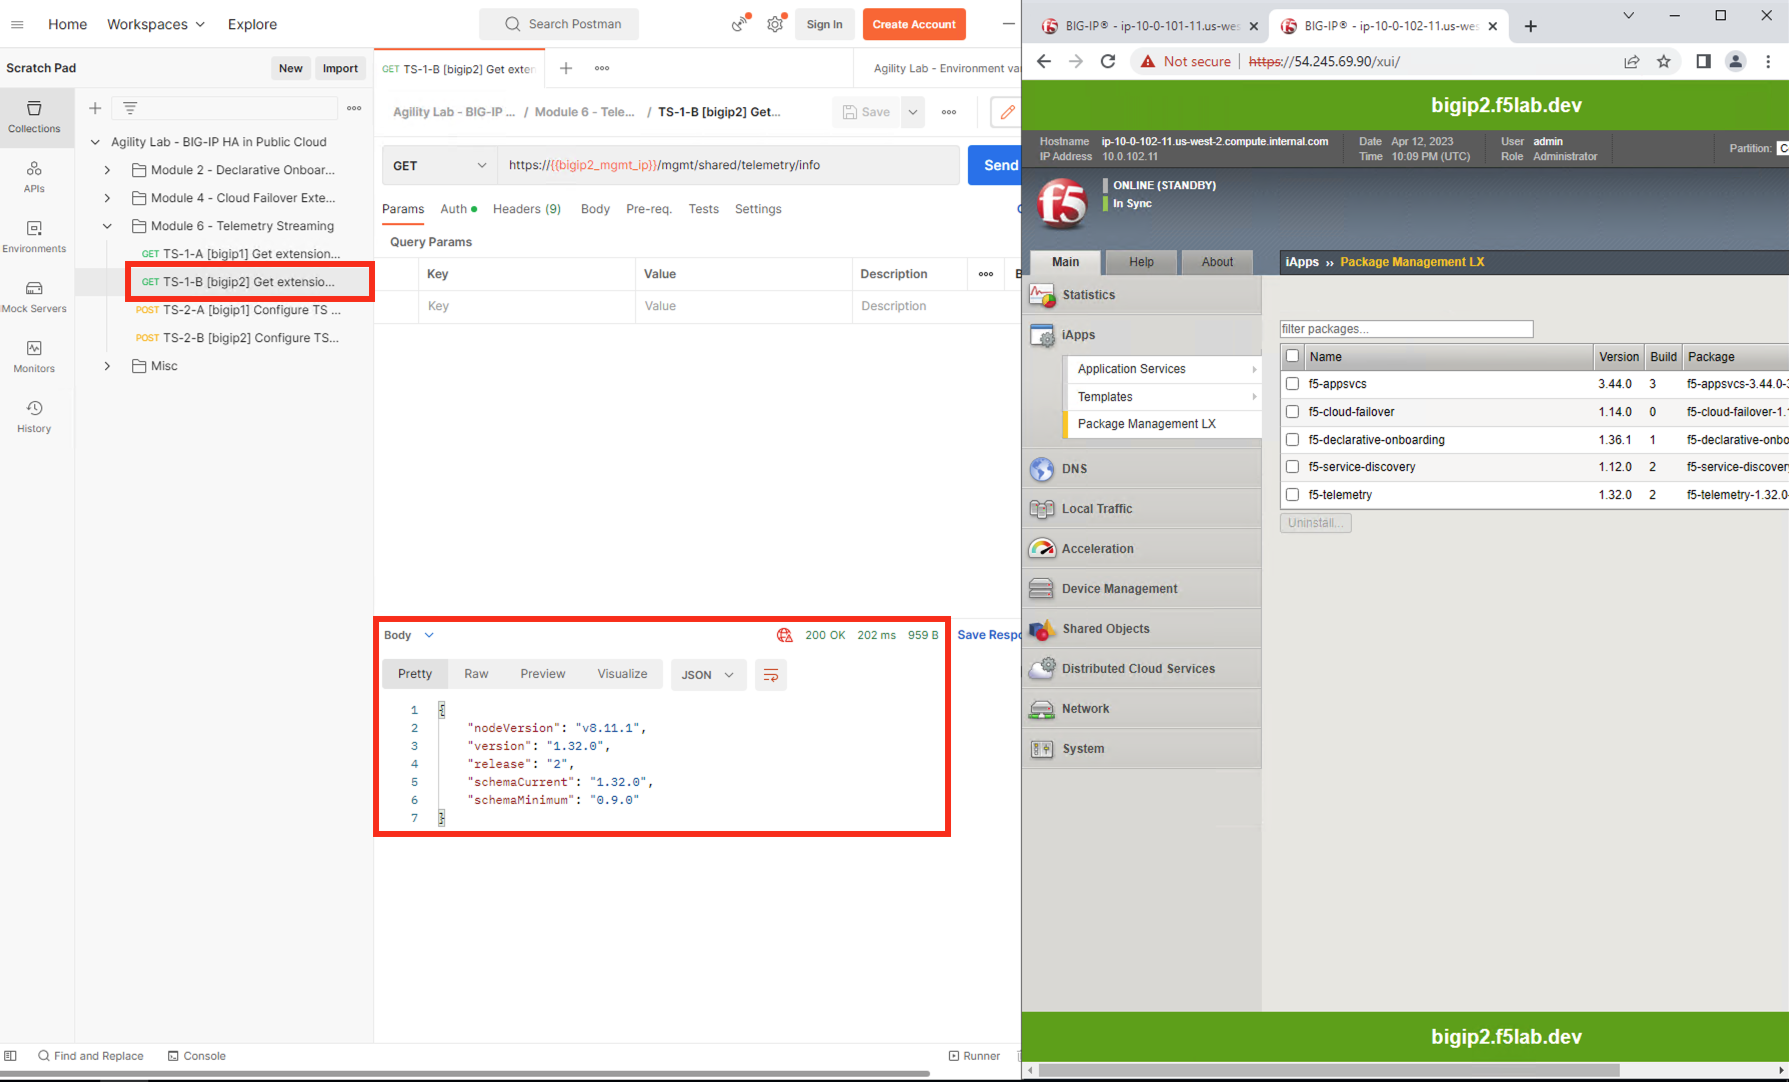 Home
Workspaces
Explore
Search Postman
Sign In
Create Account
Scratch Pad
New
Import
Collections
APIs
Environments
Mock Servers
Monitors
History
Agility Lab - BIG-IP HA in Public Cloud
Module 2 - Declarative Onboar...
Module 4 - Cloud Failover Exte...
Module 6 - Telemetry Streaming
GET TS-1-A [bigip1] Get extension...
GET TS-1-B [bigip2] Get extensio...
POST TS-2-A [bigip1] Configure TS ...
POST TS-2-B [bigip2] Configure TS...
Misc
GET TS-1-B [bigip2] Get exten
Agility Lab - Environment va
Agility Lab - BIG-IP ... / Module 6 - Tele... / TS-1-B [bigip2] Get...
Save
GET
https://{{bigip2_mgmt_ip}}/mgmt/shared/telemetry/info
Send
Params
Auth
Headers (9)
Body
Pre-req.
Tests
Settings
Query Params
Key
Value
Description
B
Key
Value
Description
Body
200 OK
202 ms
959 B
Save Respo
Pretty
Raw
Preview
Visualize
JSON
1 {
2 "nodeVersion": "v8.11.1",
3 "version": "1.32.0",
4 "release": "2",
5 "schemaCurrent": "1.32.0",
6 "schemaMinimum": "0.9.0"
7 }
Find and Replace
Console
Runner
BIG-IP® - ip-10-0-101-11.us-wes
BIG-IP® - ip-10-0-102-11.us-wes
Not secure
https://54.245.69.90/xui/
bigip2.f5lab.dev
Hostname ip-10-0-102-11.us-west-2.compute.internal.com
IP Address 10.0.102.11
Date Apr 12, 2023
Time 10:09 PM (UTC)
User admin
Role Administrator
Partition: C
f5
ONLINE (STANDBY)
In Sync
Main
Help
About
iApps ›› Package Management LX
Statistics
iApps
Application Services
Templates
Package Management LX
DNS
Local Traffic
Acceleration
Device Management
Shared Objects
Distributed Cloud Services
Network
System
filter packages...
Name Version Build Package
f5-appsvcs 3.44.0 3 f5-appsvcs-3.44.0-3
f5-cloud-failover 1.14.0 0 f5-cloud-failover-1.1
f5-declarative-onboarding 1.36.1 1 f5-declarative-onbo
f5-service-discovery 1.12.0 2 f5-service-discovery
f5-telemetry 1.32.0 2 f5-telemetry-1.32.0-
Uninstall...
bigip2.f5lab.dev